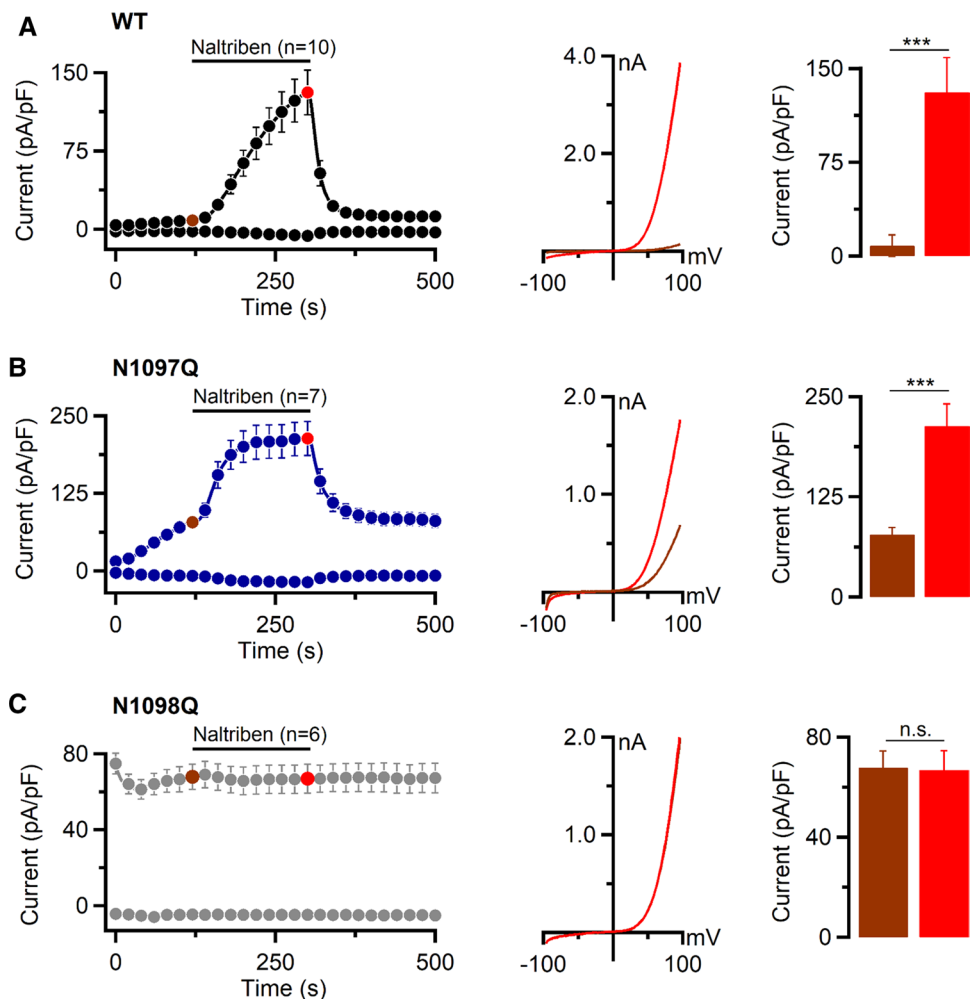 A
WT
Naltriben (n=10)
Current (pA/pF)
150
75
0
0
250
500
Time (s)
4.0
nA
2.0
mV
-100
100
***
Current (pA/pF)
150
75
0
B
N1097Q
Naltriben (n=7)
Current (pA/pF)
250
125
0
0
250
500
Time (s)
2.0
nA
1.0
mV
-100
100
***
Current (pA/pF)
250
125
0
C
N1098Q
Naltriben (n=6)
Current (pA/pF)
80
40
0
0
250
500
Time (s)
2.0
nA
1.0
mV
-100
100
n.s.
Current (pA/pF)
80
40
0